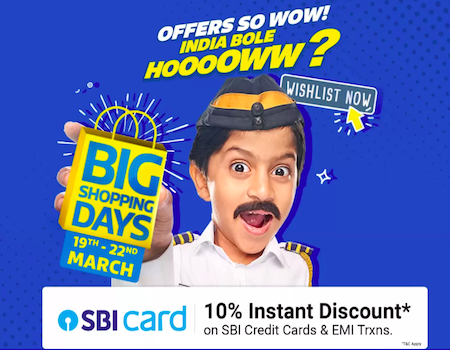 OFFERS SO WOW!
INDIA BOLE
HOOOOWW ?
WISHLIST NOW
BIG
SHOPPING
DAYS
19TH - 22ND
MARCH
SBI card
10% Instant Discount*
on SBI Credit Cards & EMI Trxns.
*T&C Apply